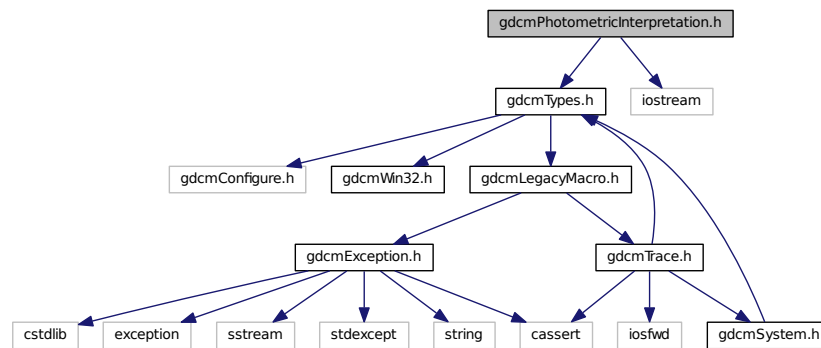 gdcmPhotometricInterpretation.h
gdcmTypes.h
iostream
gdcmConfigure.h
gdcmWin32.h
gdcmLegacyMacro.h
gdcmException.h
gdcmTrace.h
cstdlib
exception
sstream
stdexcept
string
cassert
iosfwd
gdcmSystem.h